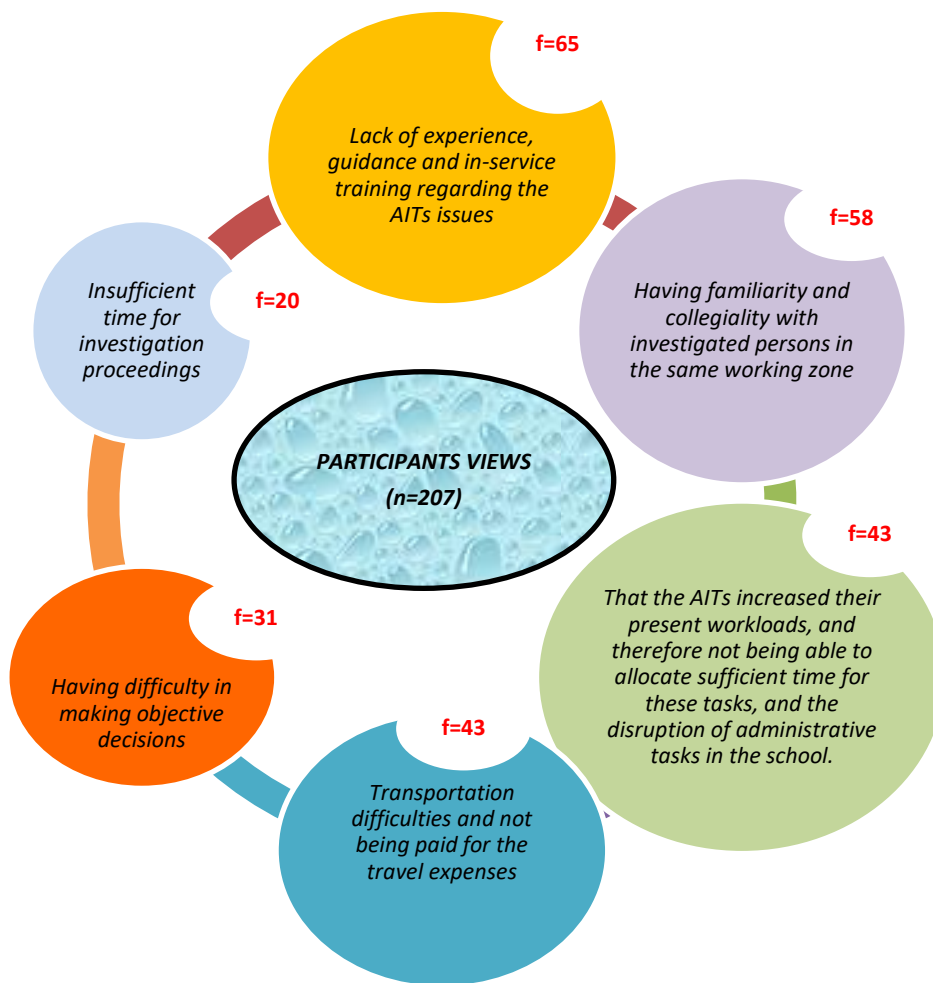 f=65
Lack of experience,
guidance and in-service
training regarding the
AITs issues
f=58
Having familiarity and
collegiality with
investigated persons in
the same working zone
f=43
That the AITs increased their
present workloads, and
therefore not being able to
allocate sufficient time for
these tasks, and the
disruption of administrative
tasks in the school.
f=43
Transportation
difficulties and not
being paid for the
travel expenses
f=31
Having difficulty in
making objective
decisions
f=20
Insufficient
time for
investigation
proceedings
PARTICIPANTS VIEWS
(n=207)